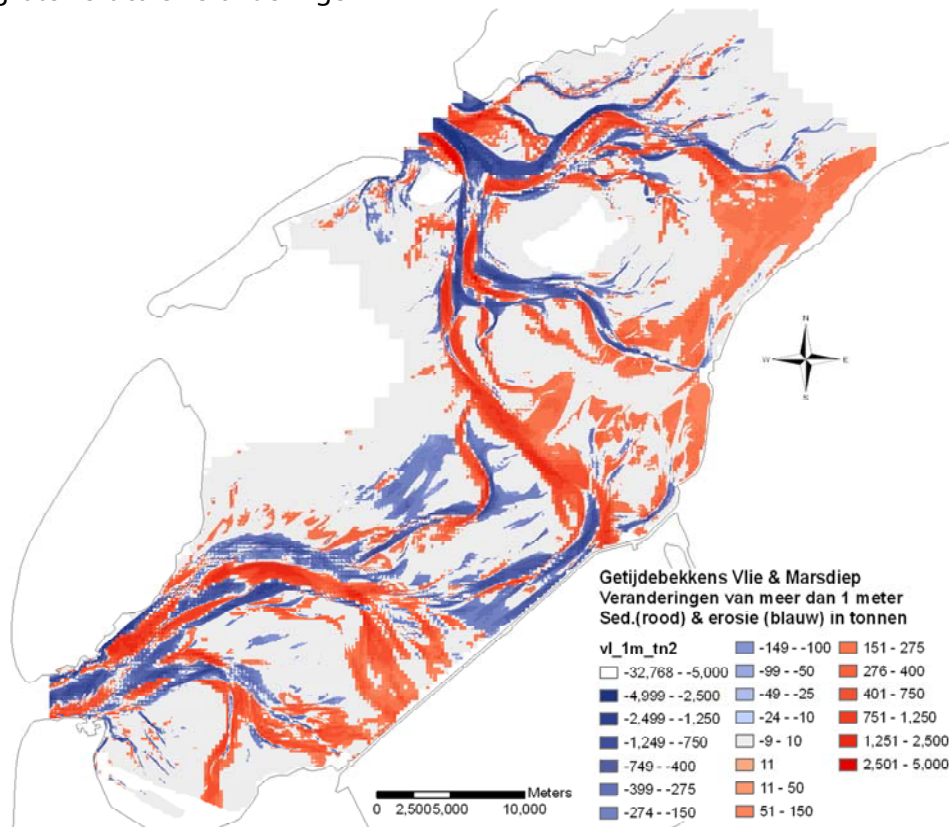 N
W
E
Getijdebekkens Vlie & Marsdiep
Veranderingen van meer dan 1 meter
Sed.(rood) & erosie (blauw) in tonnen
vl_1m_tn2
-32,768 - -5,000
-4,999 - -2,500
-2,499 - -1,250
-1,249 - -750
-749 - -400
-399 - -275
-274 - -150
-149 - -100
-99 - -50
-49 - -25
-24 - -10
-9 - 10
11
11 - 50
51 - 150
151 - 275
276 - 400
401 - 750
751 - 1,250
1,251 - 2,500
2,501 - 5,000
Meters
0 2,500 5,000 10,000